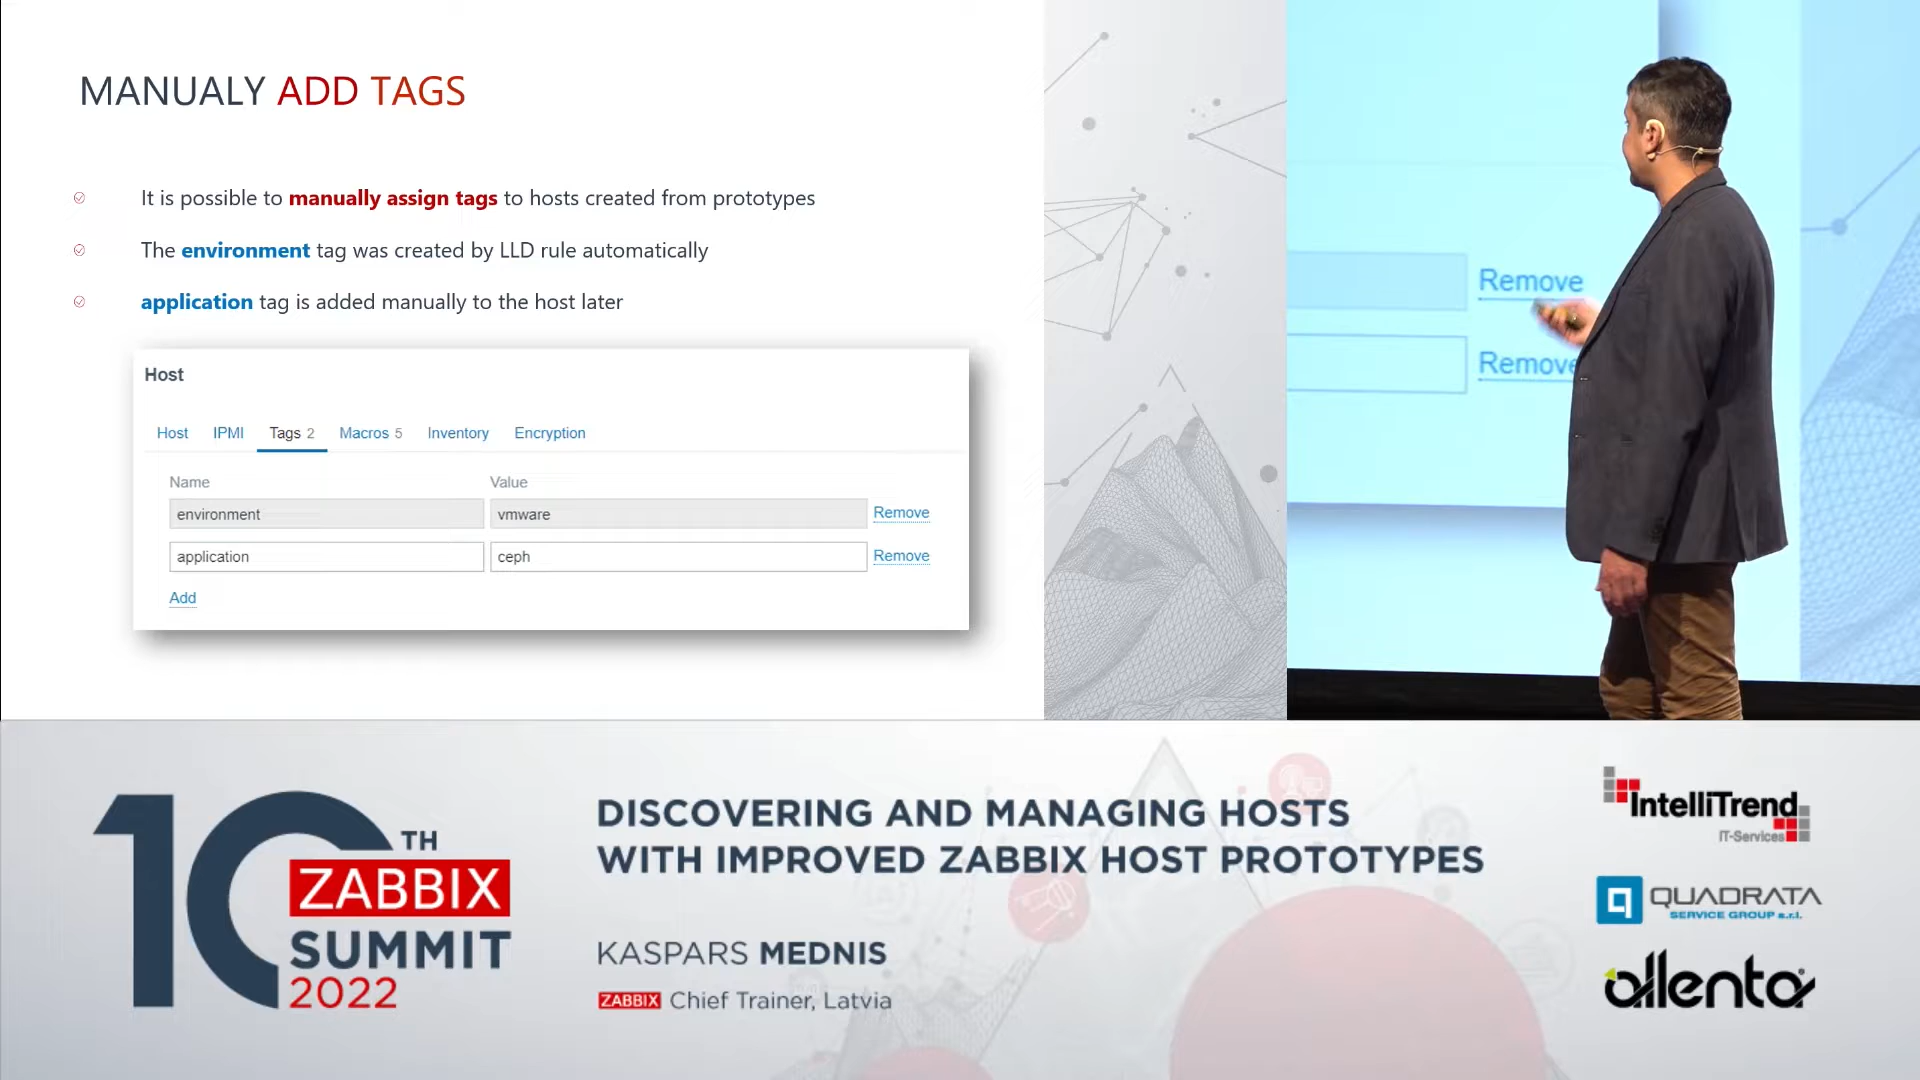 MANUALY ADD TAGS
It is possible to manually assign tags to hosts created from prototypes
The environment tag was created by LLD rule automatically
application tag is added manually to the host later
Host
Host IPMI Tags 2 Macros 5 Inventory Encryption
Name Value
environment vmware Remove
application ceph Remove
Add
Remove
Remove
10TH
ZABBIX
SUMMIT
2022
DISCOVERING AND MANAGING HOSTS
WITH IMPROVED ZABBIX HOST PROTOTYPES
KASPARS MEDNIS
ZABBIX Chief Trainer, Latvia
IntelliTrend
IT-Services
QUADRATA
SERVICE GROUP s.r.l.
allenta